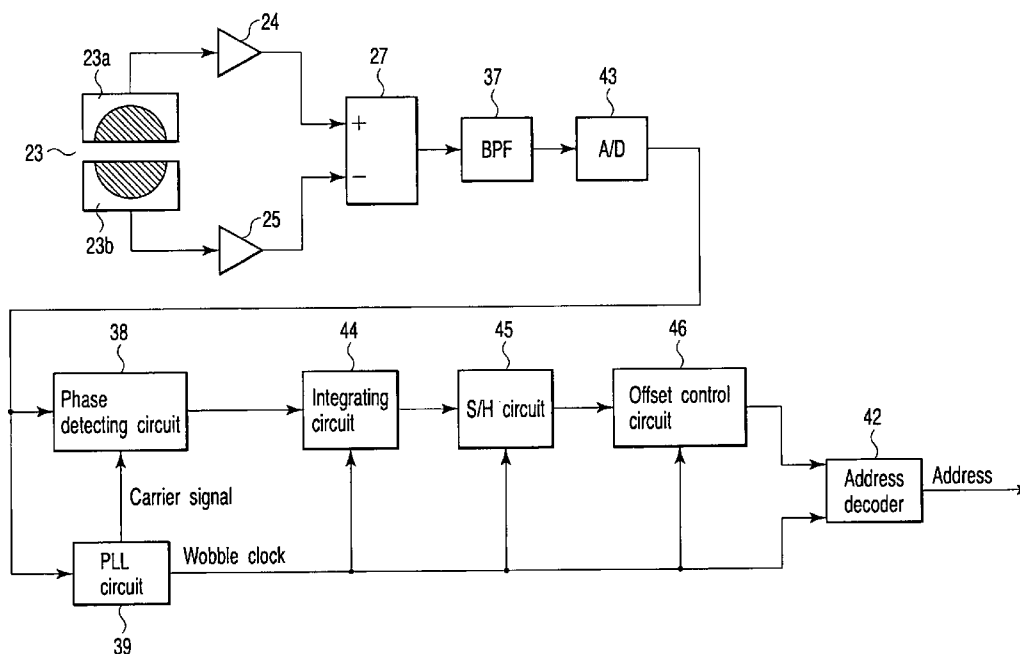 24
23a
27
37
43
+
BPF
A/D
23
−
25
23b
38
44
45
46
Phase
detecting circuit
Integrating
circuit
S/H circuit
Offset control
circuit
42
Address
decoder
Address
Carrier signal
PLL
circuit
Wobble clock
39